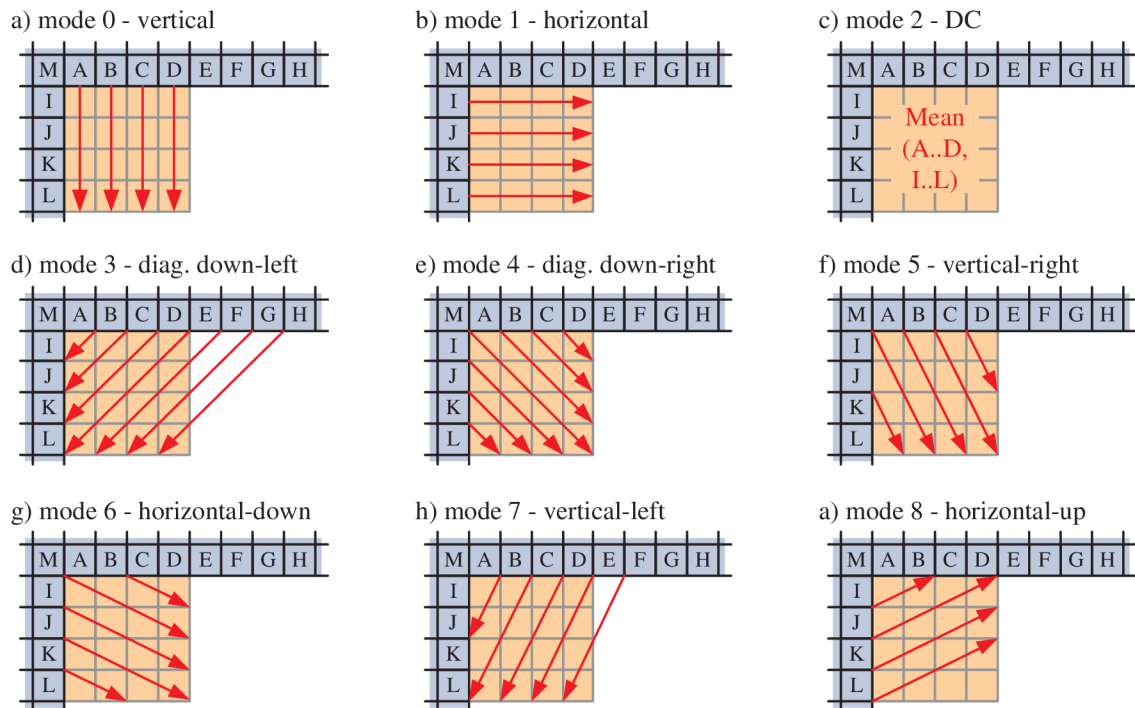 a) mode 0 - vertical
M A B C D E F G H
I
J
K
L
b) mode 1 - horizontal
M A B C D E F G H
I
J
K
L
c) mode 2 - DC
M A B C D E F G H
I
J
K
L
Mean
(A..D,
I..L)
d) mode 3 - diag. down-left
M A B C D E F G H
I
J
K
L
e) mode 4 - diag. down-right
M A B C D E F G H
I
J
K
L
f) mode 5 - vertical-right
M A B C D E F G H
I
J
K
L
g) mode 6 - horizontal-down
M A B C D E F G H
I
J
K
L
h) mode 7 - vertical-left
M A B C D E F G H
I
J
K
L
a) mode 8 - horizontal-up
M A B C D E F G H
I
J
K
L